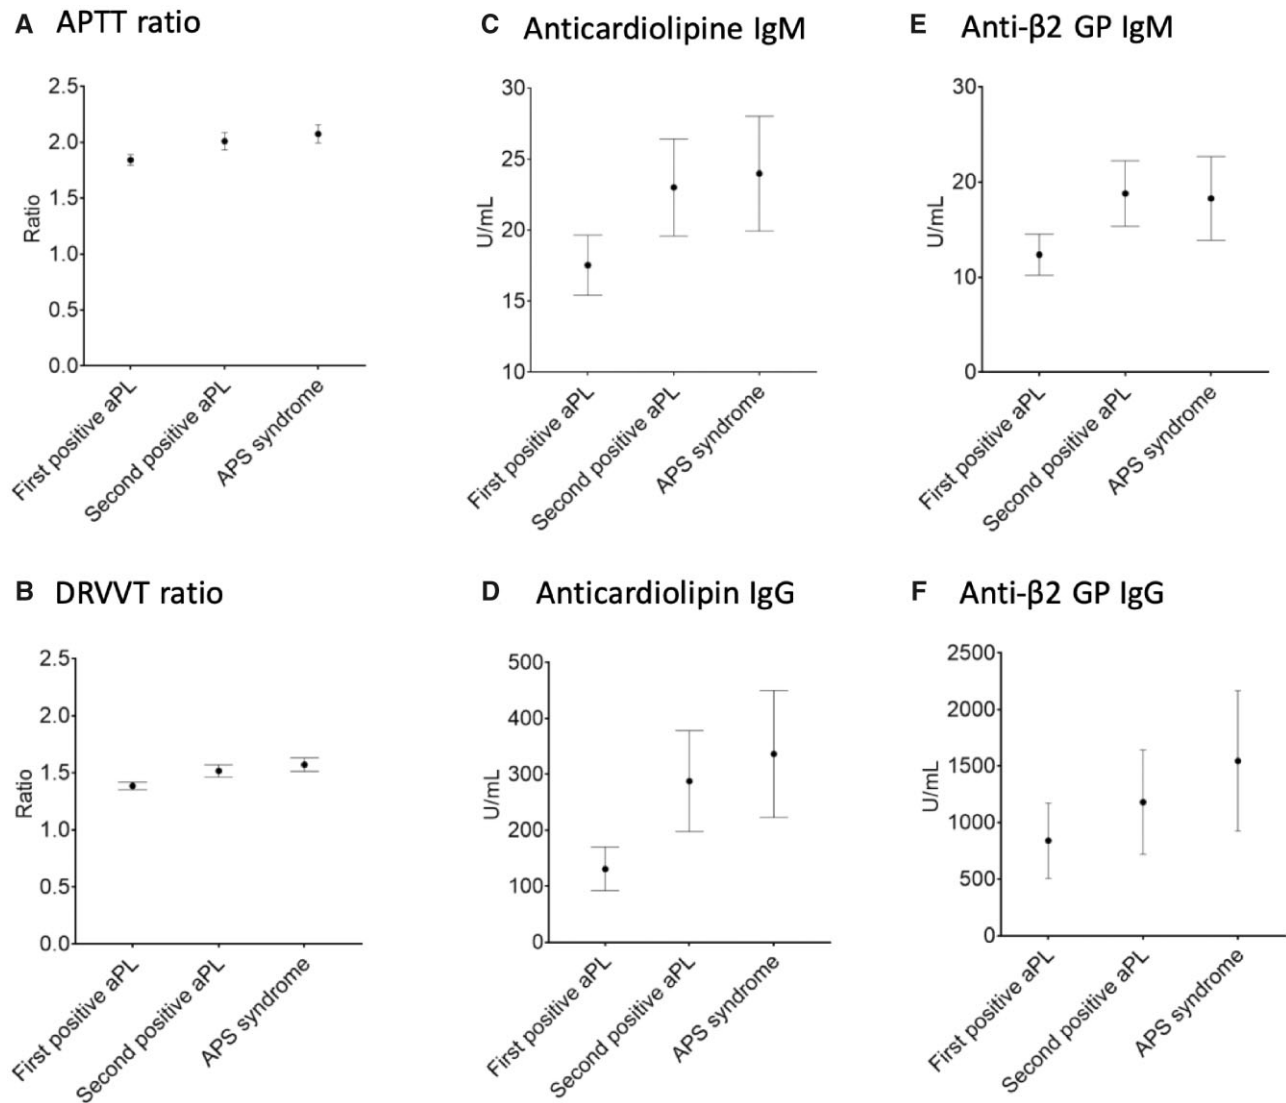 A APTT ratio
2.5
2.0
1.5
1.0
0.5
0.0
Ratio
First positive aPL
Second positive aPL
APS syndrome
C Anticardiolipine IgM
30
25
20
15
10
U/mL
First positive aPL
Second positive aPL
APS syndrome
E Anti-β2 GP IgM
30
20
10
0
U/mL
First positive aPL
Second positive aPL
APS syndrome
B DRVVT ratio
2.5
2.0
1.5
1.0
0.5
0.0
Ratio
First positive aPL
Second positive aPL
APS syndrome
D Anticardiolipin IgG
500
400
300
200
100
0
U/mL
First positive aPL
Second positive aPL
APS syndrome
F Anti-β2 GP IgG
2500
2000
1500
1000
500
0
U/mL
First positive aPL
Second positive aPL
APS syndrome